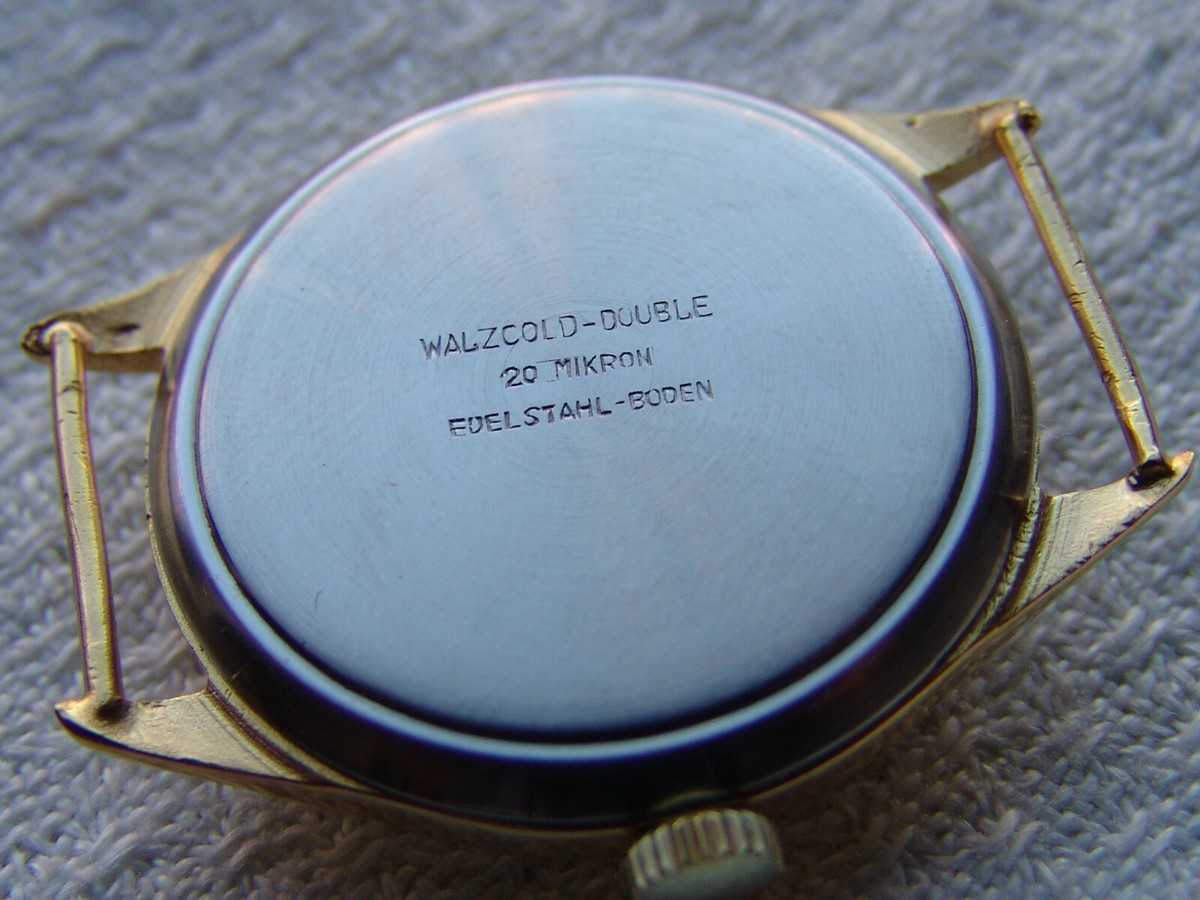 WALZGOLD-DOUBLE
20 MIKRON
EDELSTAHL-BODEN